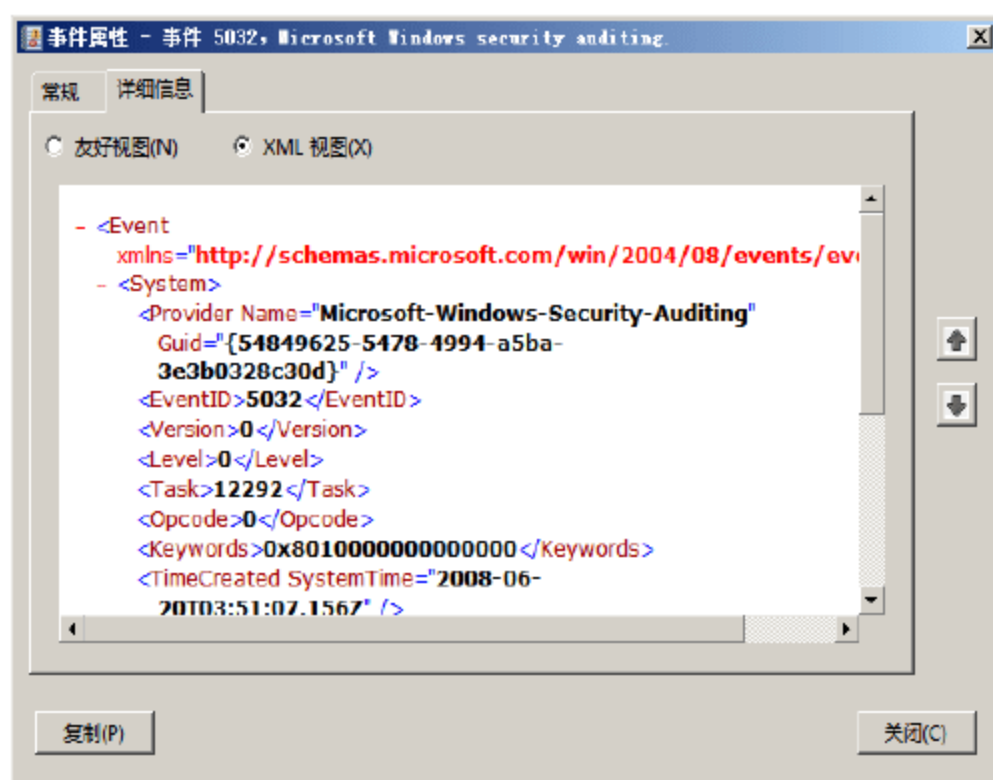 事件属性 - 事件 5032，Microsoft Windows security auditing.
常规 详细信息
友好视图(N) XML 视图(X)
- <Event
xmlns="http://schemas.microsoft.com/win/2004/08/events/eve
- <System>
<Provider Name="Microsoft-Windows-Security-Auditing"
Guid="{54849625-5478-4994-a5ba-
3e3b0328c30d}" />
<EventID>5032</EventID>
<Version>0</Version>
<Level>0</Level>
<Task>12292</Task>
<Opcode>0</Opcode>
<Keywords>0x8010000000000000</Keywords>
<TimeCreated SystemTime="2008-06-
20T03:51:07.156Z" />
复制(P) 关闭(C)